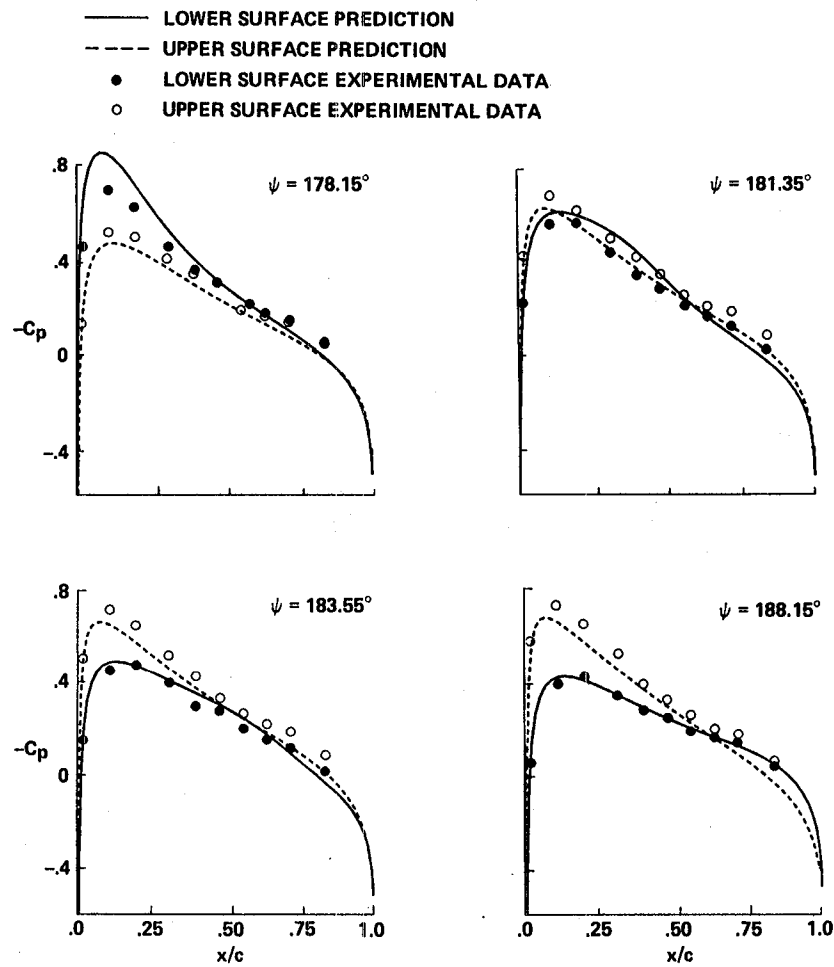 LOWER SURFACE PREDICTION
UPPER SURFACE PREDICTION
LOWER SURFACE EXPERIMENTAL DATA
UPPER SURFACE EXPERIMENTAL DATA
.8
ψ = 178.15°
ψ = 181.35°
.4
-Cp
0
-.4
.8
ψ = 183.55°
ψ = 188.15°
.4
-Cp
0
-.4
.0 .25 .50 .75 1.0
.0 .25 .50 .75 1.0
x/c
x/c